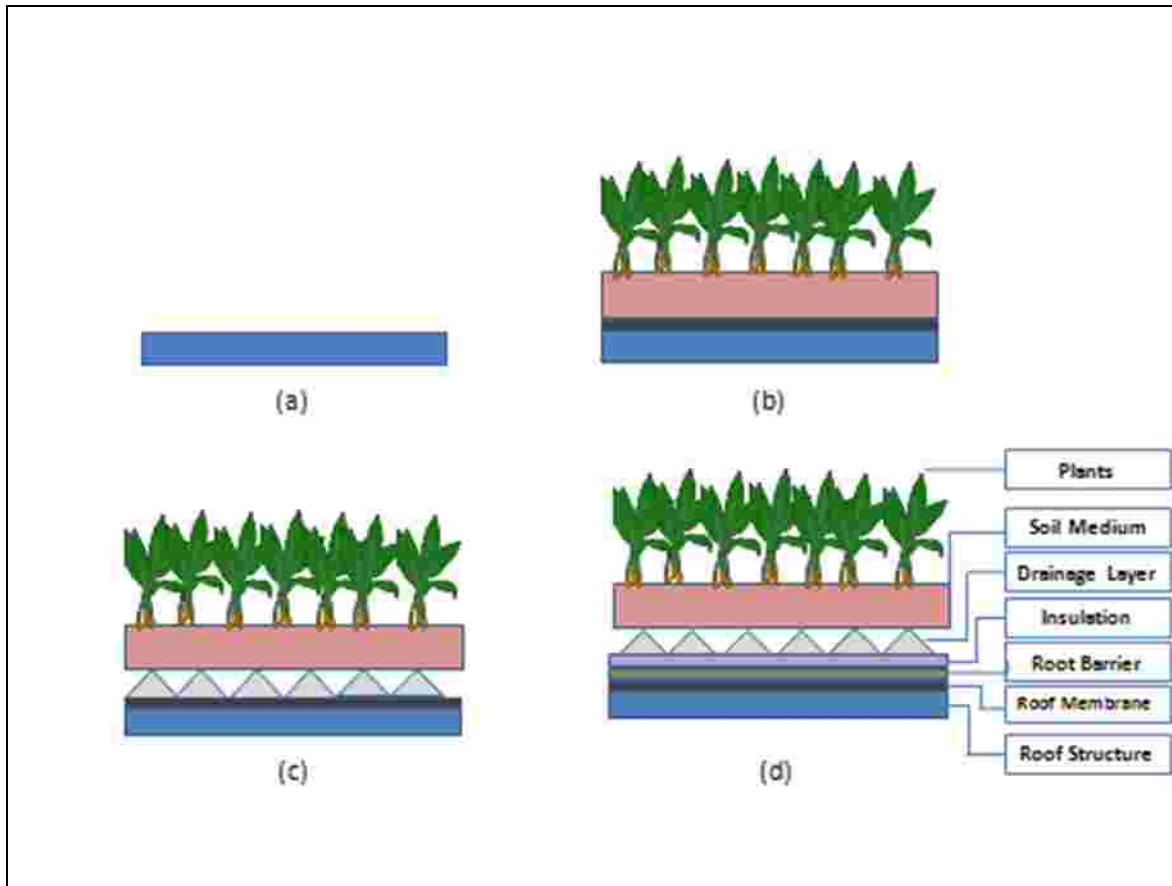 (a)
(b)
(c)
(d)
Plants
Soil Medium
Drainage Layer
Insulation
Root Barrier
Roof Membrane
Roof Structure